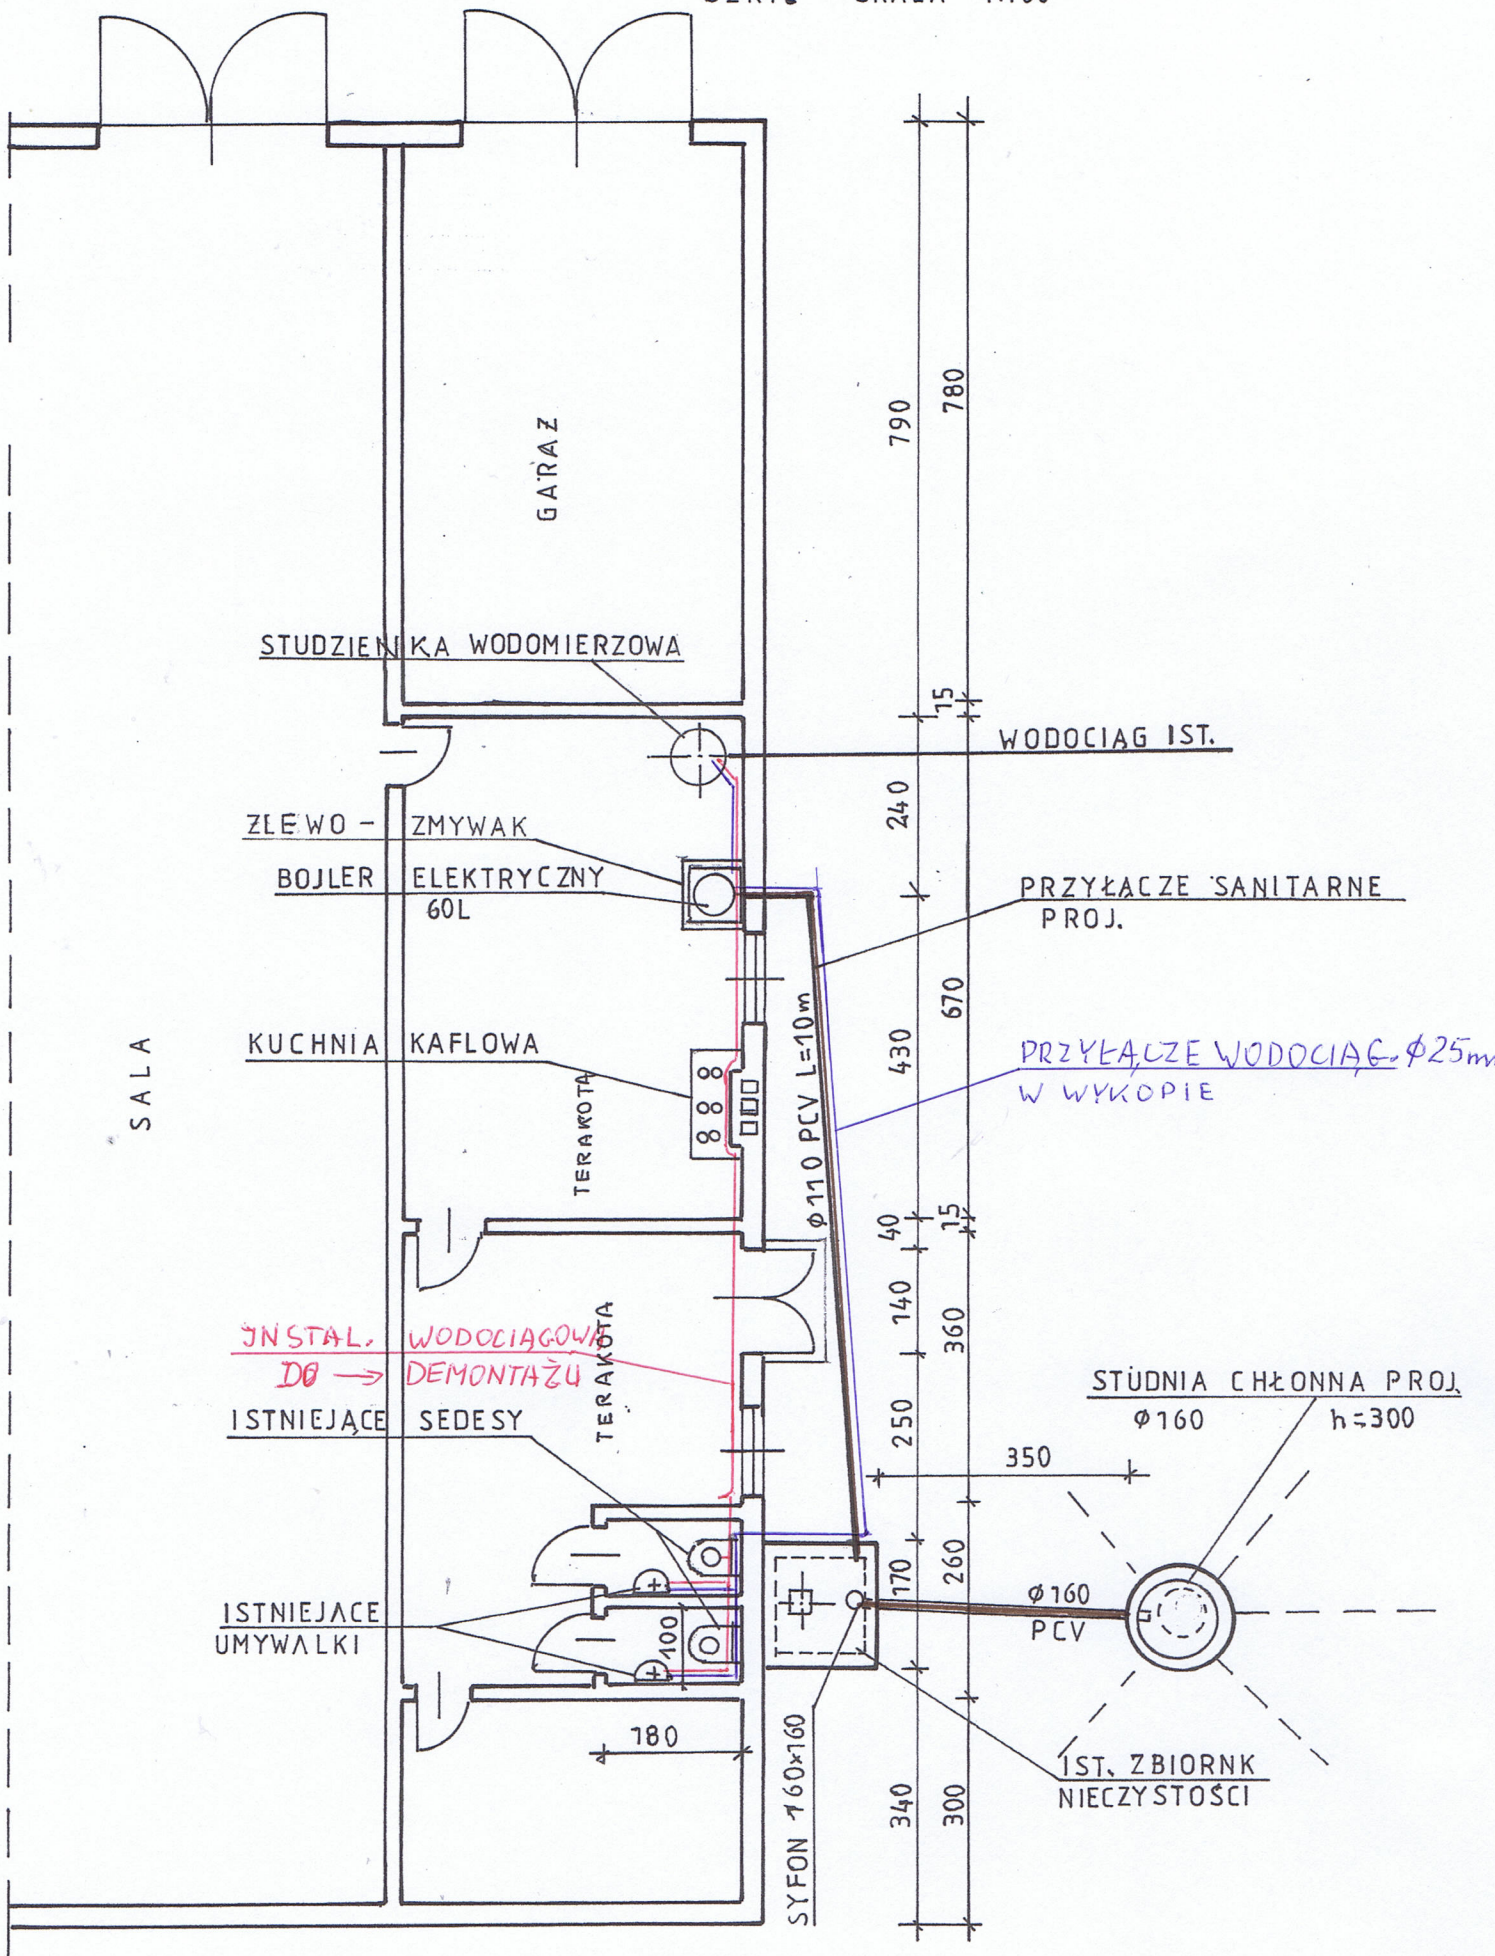 GARAZ
790
780
STUDZIENKA WODOMIERZOWA
15
WODOCIĄG IST.
240
ZLEWO - ZMYWAK
BOJLER ELEKTRYCZNY
60L
PRZYŁĄCZE SANITARNE
PROJ.
SALA
KUCHNIA KAFLOWA
TERAKOTA
φ110 PCV L=10m
430
670
PRZYŁĄCZE WODOCIĄG. φ25mm
W WYKOPIE
40
15
140
360
INSTAL. WODOCIĄGOWA
DO → DEMONTAŻU
TERAKOTA
ISTNIEJĄCE SEDESY
250
STUDNIA CHŁONNA PROJ.
φ160 h=300
350
170
260
φ160
PCV
ISTNIEJACE
UMYWALKI
100
180
SYFON 160x160
340
300
IST. ZBIORNK
NIECZYSTOŚCI